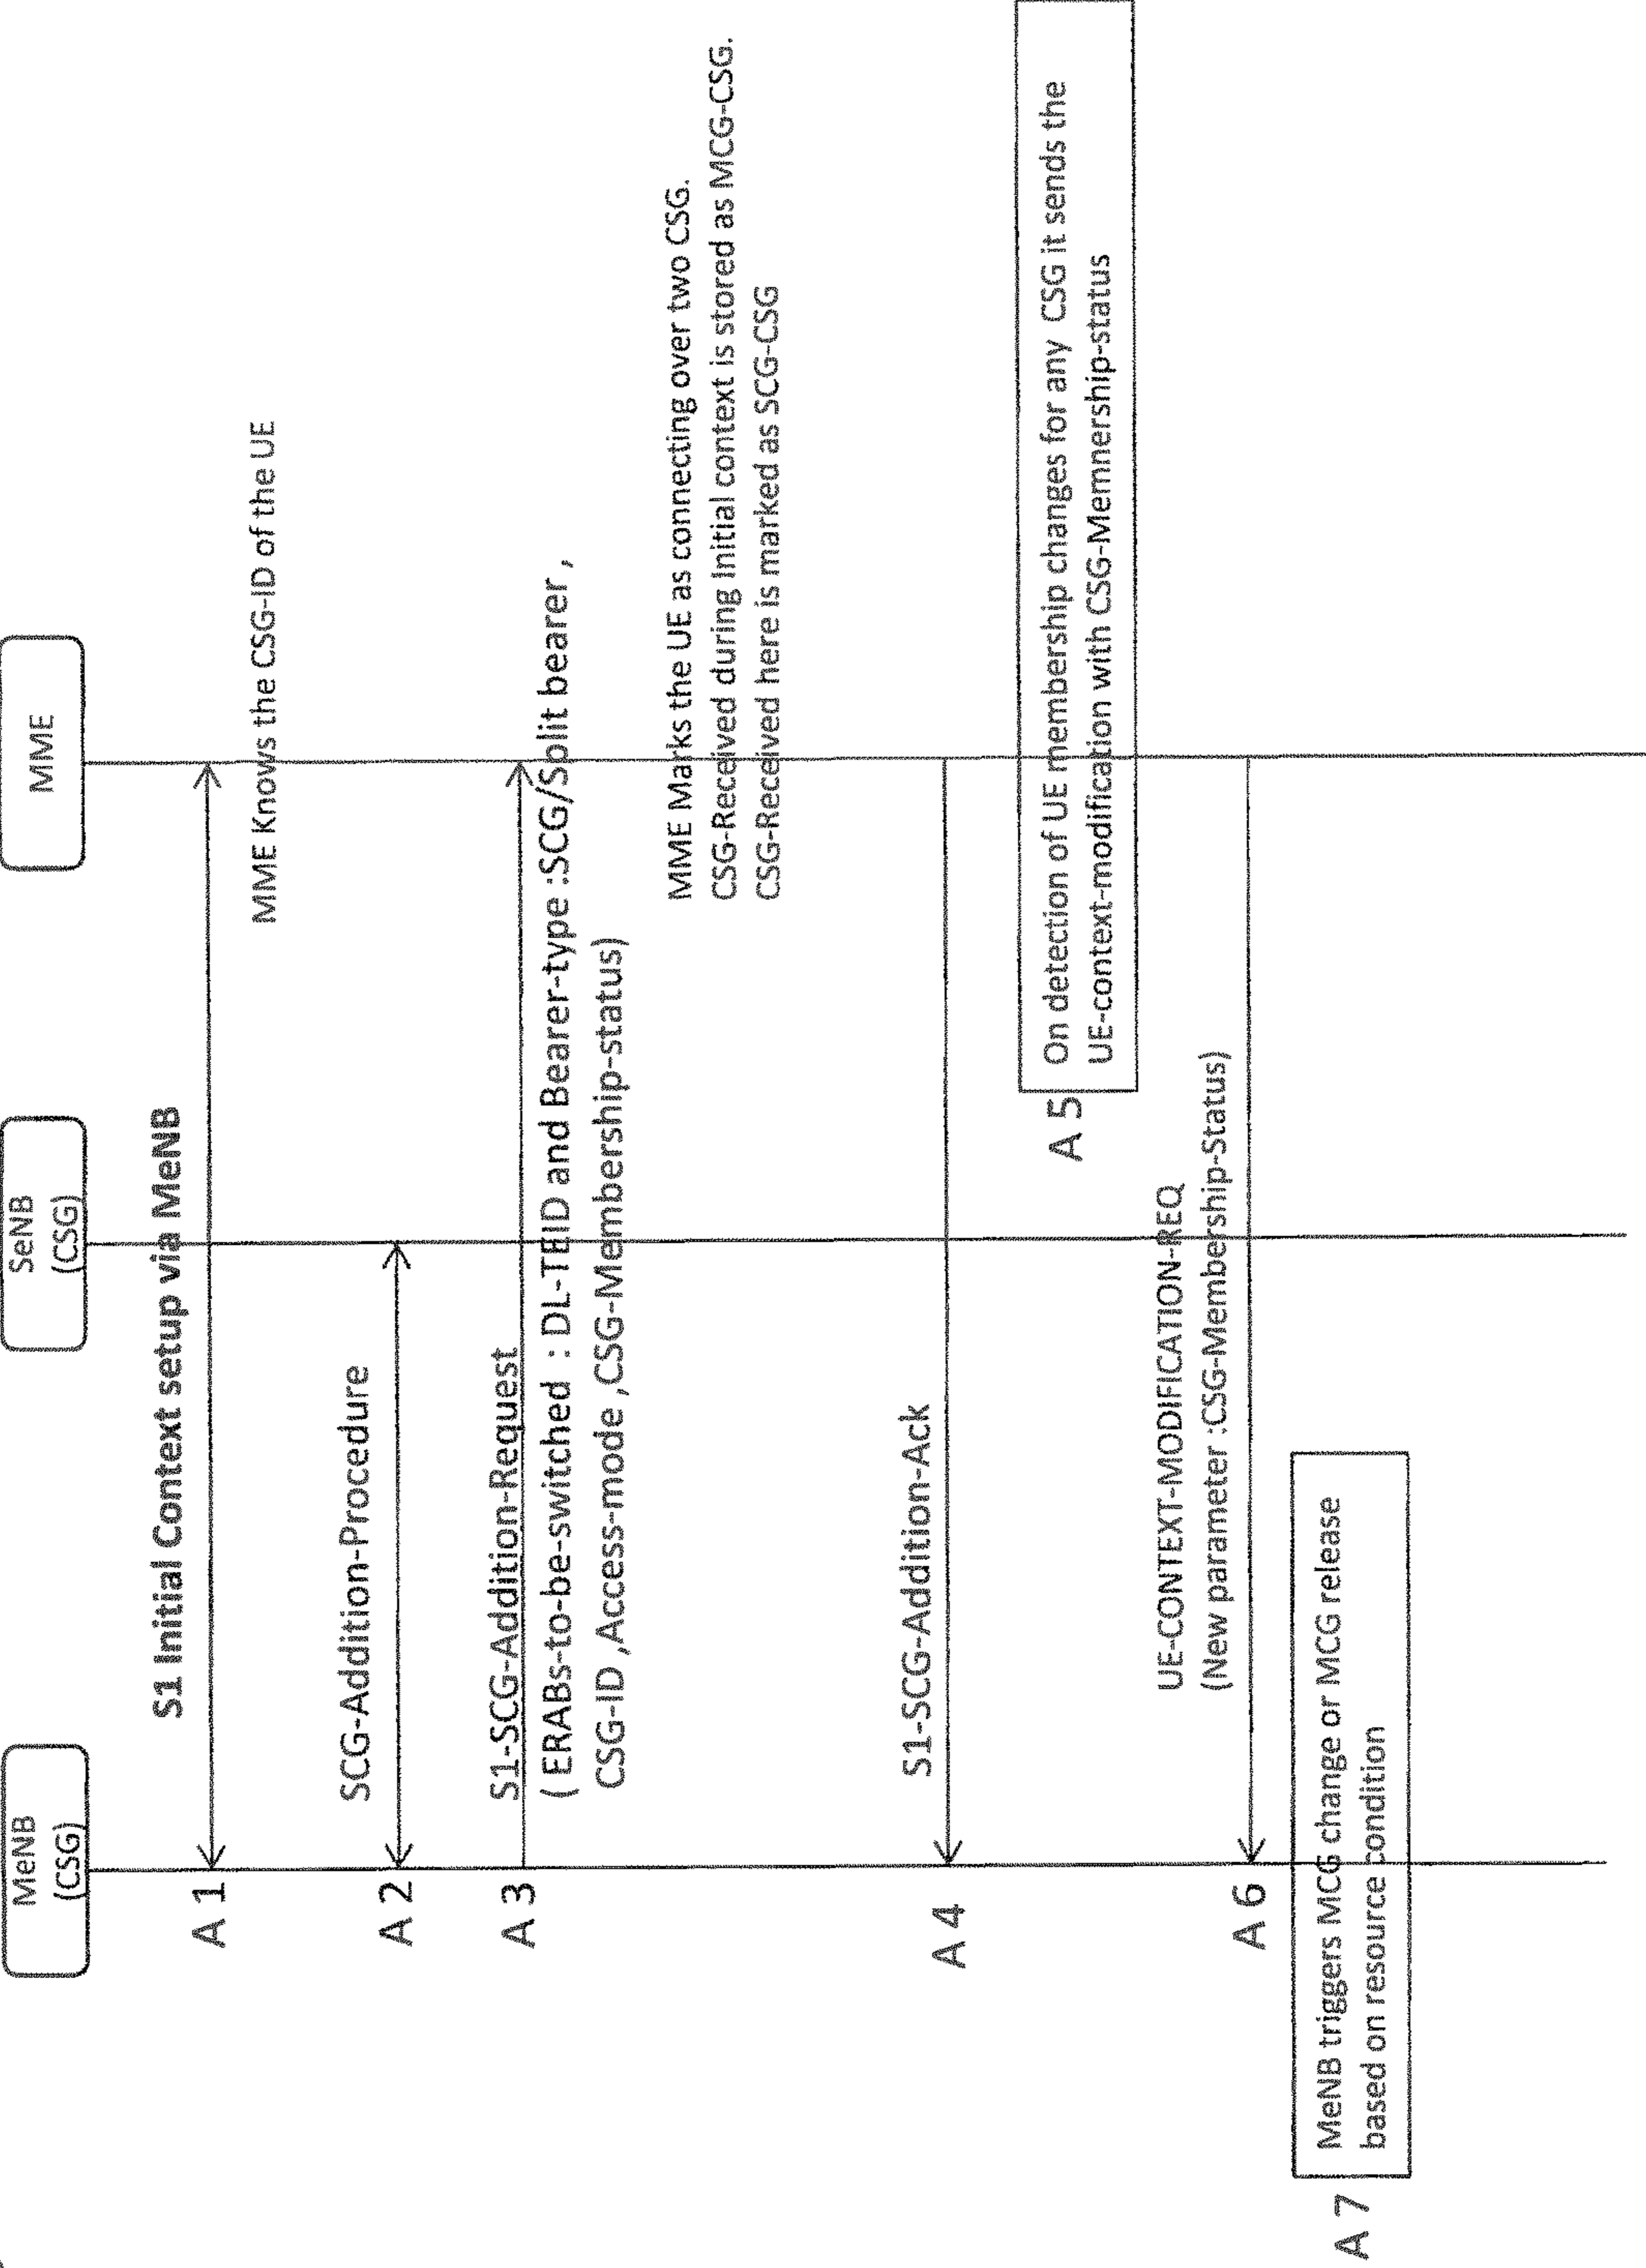 MeNB
(CSG)
SeNB
(CSG)
MME
S1 Initial Context setup via MeNB
A 1
MME Knows the CSG-ID of the UE
SCG-Addition-Procedure
A 2
S1-SCG-Addition-Request
A 3
( ERABs-to-be-switched : DL-TEID and Bearer-type :SCG/Solit bearer ,
CSG-ID ,Access-mode ,CSG-Membership-status)
MME Marks the UE as connecting over two CSG.
CSG-Received during Initial context is stored as MCG-CSG.
CSG-Received here is marked as SCG-CSG
S1-SCG-Addition-Ack
A 4
A 5
On detection of UE membership changes for any CSG it sends the
UE-context-modification with CSG-Memnership-status
UE-CONTEXT-MODIFICATION-REQ
(New parameter :CSG-Membership-Status)
A 6
MeNB triggers MCG change or MCG release
based on resource condition
A 7